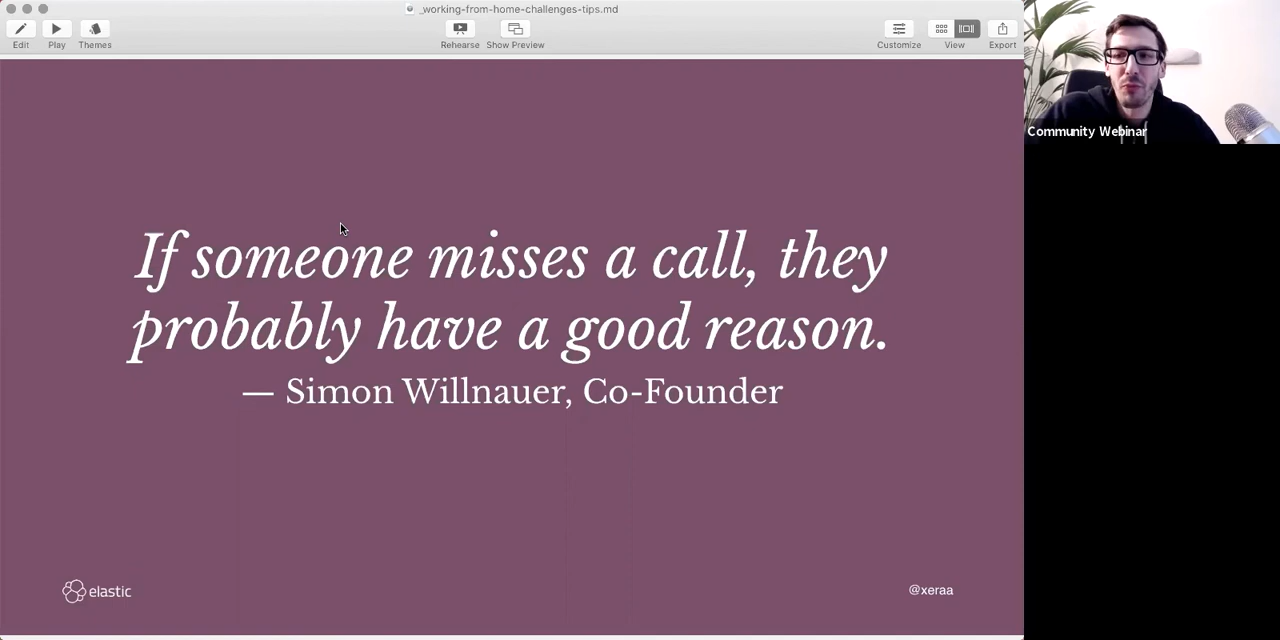 _working-from-home-challenges-tips.md
Edit Play Themes Rehearse Show Preview Customize View Export
Community Webinar
If someone misses a call, they
probably have a good reason.
— Simon Willnauer, Co-Founder
elastic
@xeraa